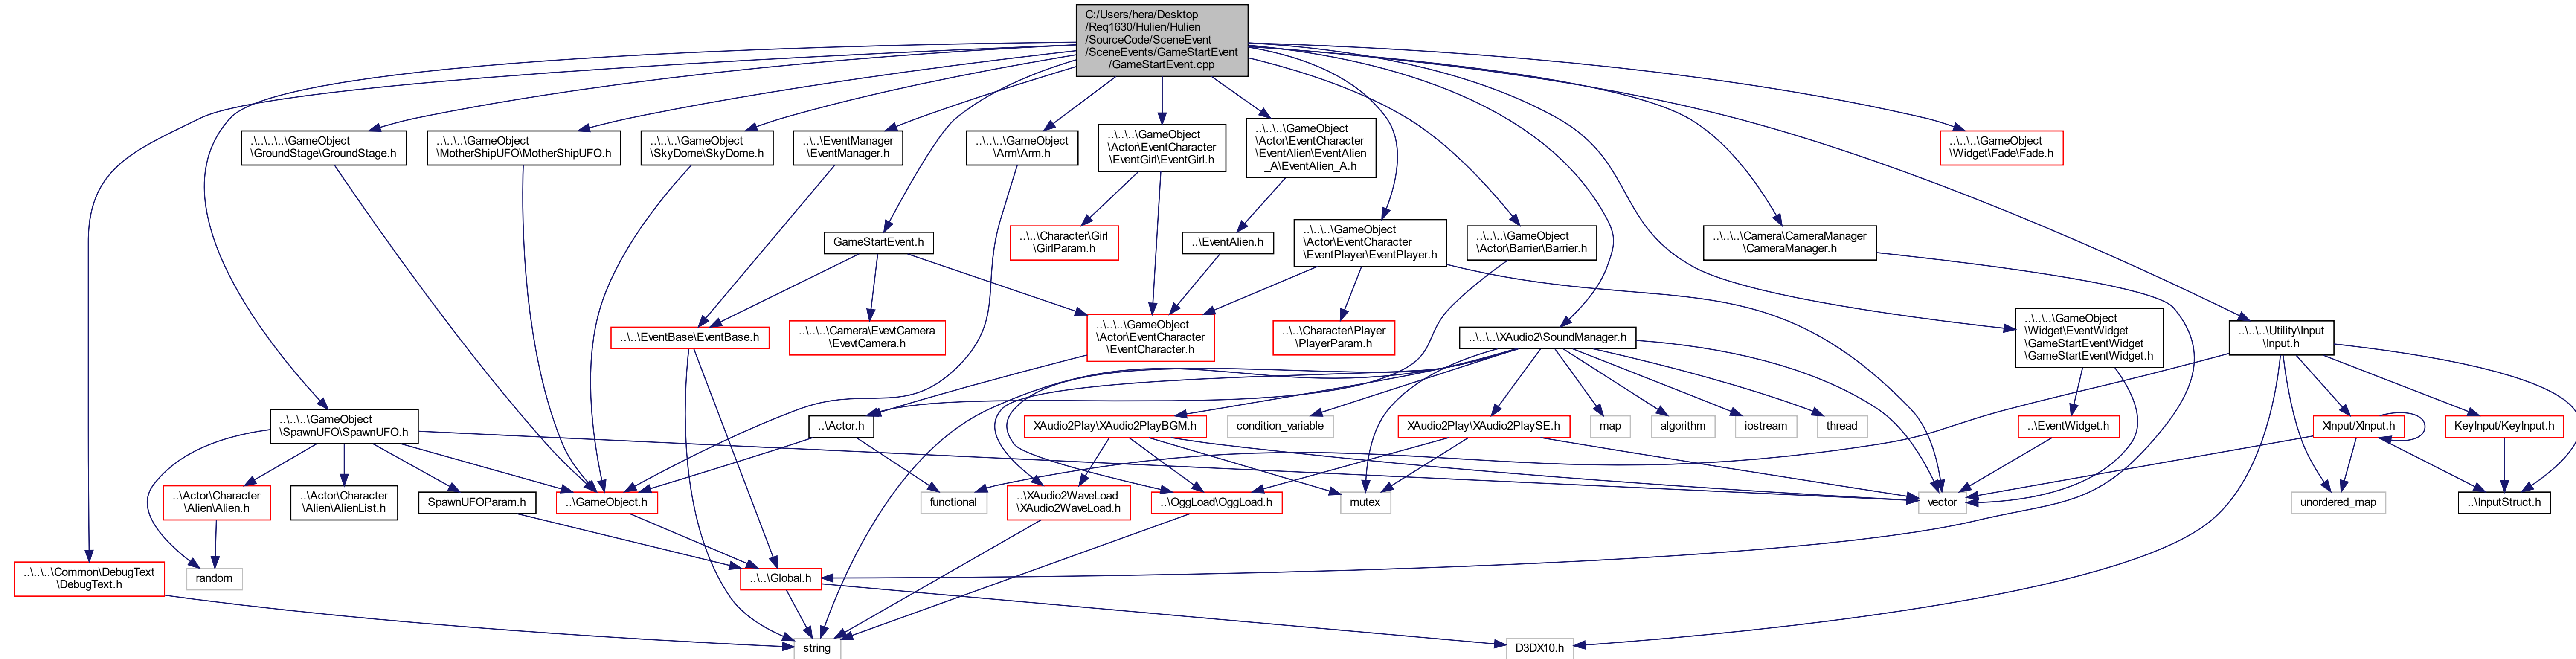 C:/Users/hera/Desktop
/Req1630/Hulien/Hulien
/SourceCode/SceneEvent
/SceneEvents/GameStartEvent
/GameStartEvent.cpp
..\..\..\..\GameObject
\GroundStage\GroundStage.h
..\..\..\GameObject
\MotherShipUFO\MotherShipUFO.h
..\..\..\GameObject
\SkyDome\SkyDome.h
..\..\EventManager
\EventManager.h
..\..\..\GameObject
\Arm\Arm.h
..\..\..\GameObject
\Actor\EventCharacter
\EventGirl\EventGirl.h
..\..\..\GameObject
\Actor\EventCharacter
\EventAlien\EventAlien
_A\EventAlien_A.h
..\..\..\GameObject
\Widget\Fade\Fade.h
GameStartEvent.h
..\..\Character\Girl
\GirlParam.h
..\EventAlien.h
..\..\..\GameObject
\Actor\EventCharacter
\EventPlayer\EventPlayer.h
..\..\..\GameObject
\Actor\Barrier\Barrier.h
..\..\..\Camera\CameraManager
\CameraManager.h
..\..\EventBase\EventBase.h
..\..\..\Camera\EvevtCamera
\EvevtCamera.h
..\..\..\GameObject
\Actor\EventCharacter
\EventCharacter.h
..\..\Character\Player
\PlayerParam.h
..\..\..\XAudio2\SoundManager.h
..\..\..\GameObject
\Widget\EventWidget
\GameStartEventWidget
\GameStartEventWidget.h
..\..\..\..\Utility\Input
\Input.h
..\..\..\GameObject
\SpawnUFO\SpawnUFO.h
..\Actor.h
XAudio2Play\XAudio2PlayBGM.h
condition_variable
XAudio2Play\XAudio2PlaySE.h
map
algorithm
iostream
thread
..\EventWidget.h
XInput/XInput.h
KeyInput/KeyInput.h
..\Actor\Character
\Alien\Alien.h
..\Actor\Character
\Alien\AlienList.h
SpawnUFOParam.h
..\GameObject.h
functional
..\XAudio2WaveLoad
\XAudio2WaveLoad.h
..\OggLoad\OggLoad.h
mutex
vector
unordered_map
..\InputStruct.h
..\..\..\Common\DebugText
\DebugText.h
random
..\..\Global.h
string
D3DX10.h